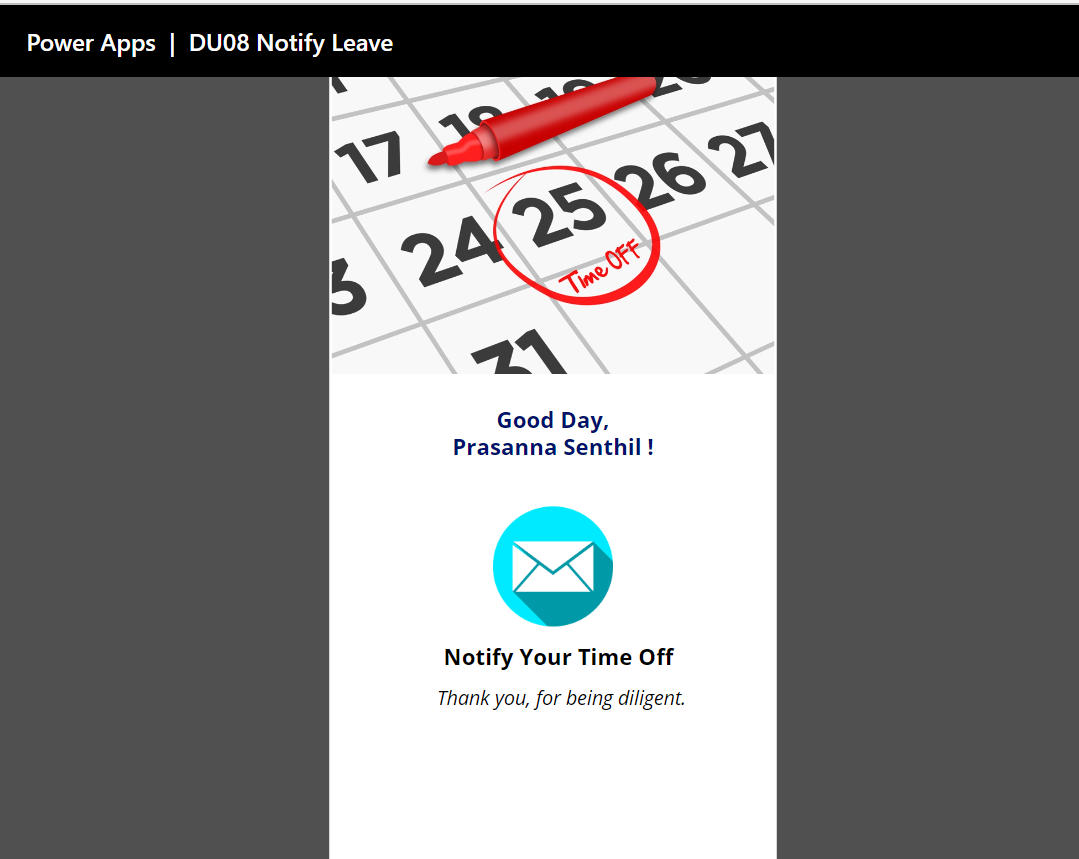 Power Apps | DU08 Notify Leave
17
24 25 26 27
Time OFF
31
Good Day,
Prasanna Senthil !
Notify Your Time Off
Thank you, for being diligent.